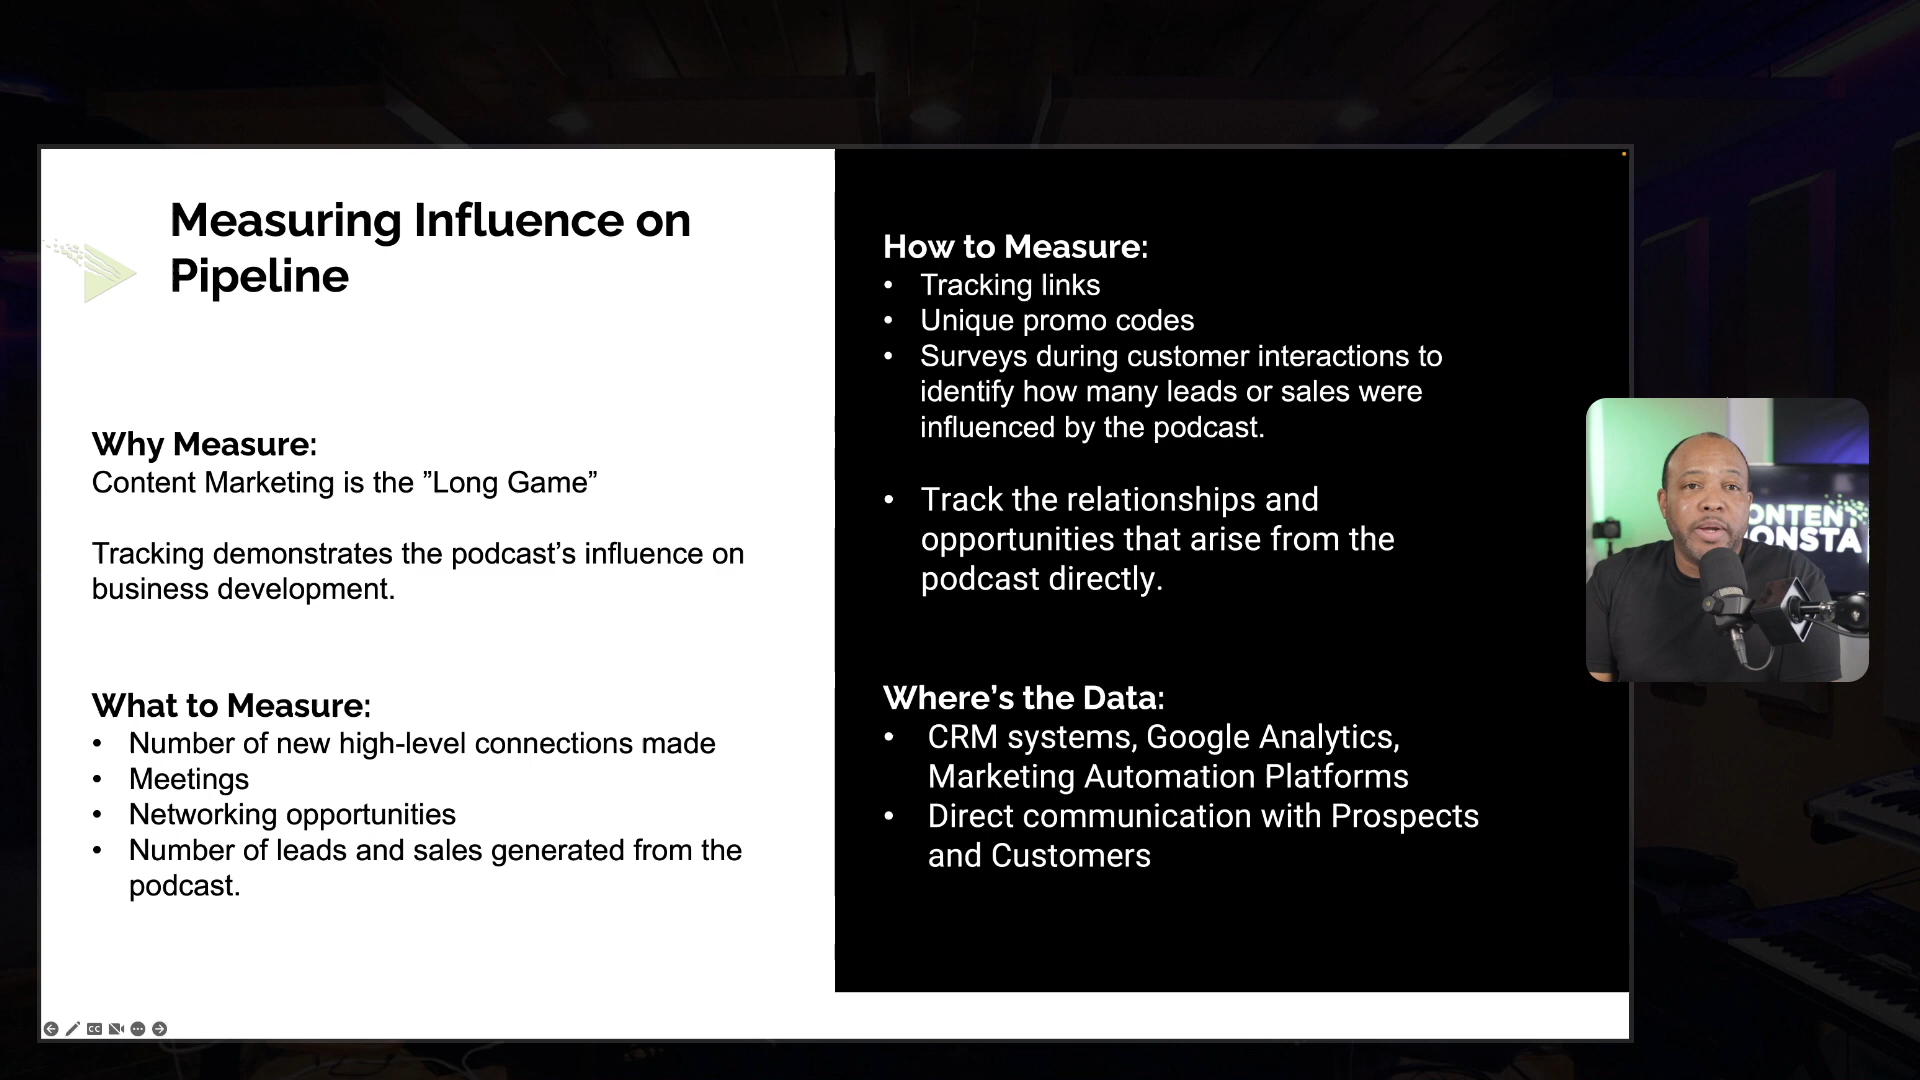 Measuring Influence on
Pipeline
Why Measure:
Content Marketing is the ”Long Game”
Tracking demonstrates the podcast’s influence on
business development.
What to Measure:
• Number of new high-level connections made
• Meetings
• Networking opportunities
• Number of leads and sales generated from the
podcast.
How to Measure:
• Tracking links
• Unique promo codes
• Surveys during customer interactions to
identify how many leads or sales were
influenced by the podcast.
• Track the relationships and
opportunities that arise from the
podcast directly.
Where’s the Data:
• CRM systems, Google Analytics,
Marketing Automation Platforms
• Direct communication with Prospects
and Customers
ONTENT
ONSTA
CC